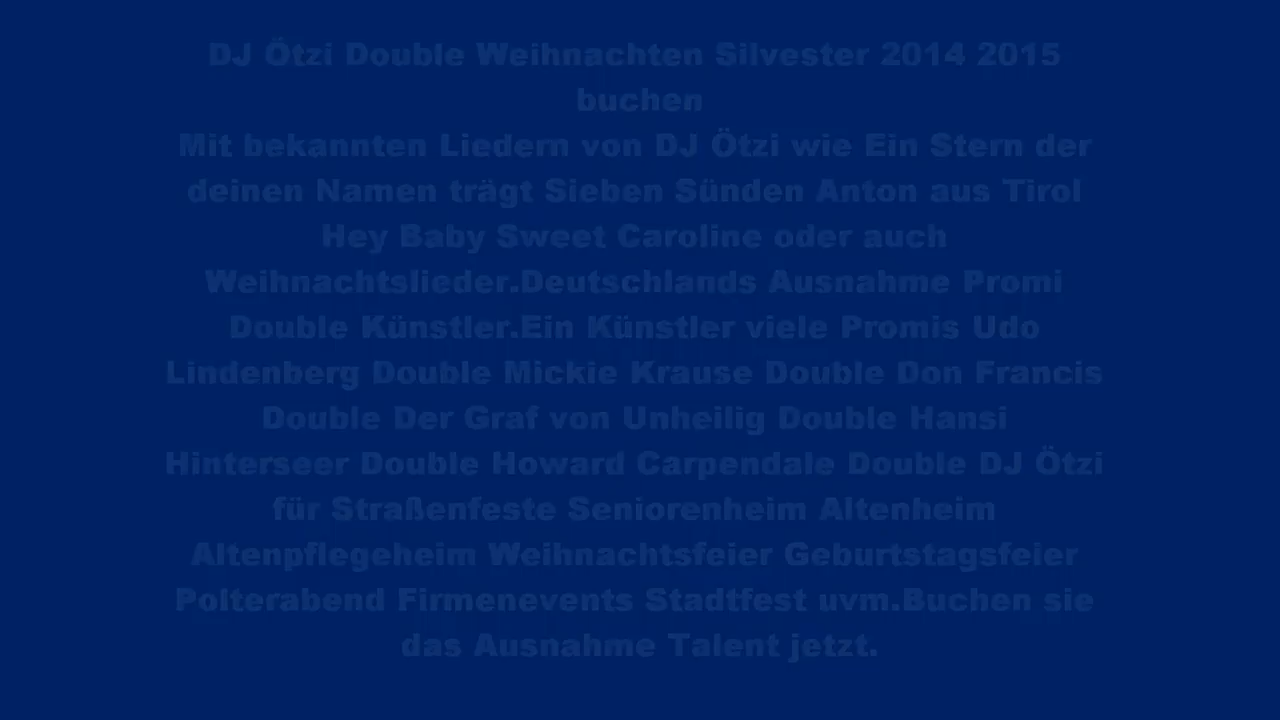 DJ Ötzi Double Weihnachten Silvester 2014 2015
buchen
Mit bekannten Liedern von DJ Ötzi wie Ein Stern der
deinen Namen trägt Sieben Sünden Anton aus Tirol
Hey Baby Sweet Caroline oder auch
Weihnachtslieder.Deutschlands Ausnahme Promi
Double Künstler.Ein Künstler viele Promis Udo
Lindenberg Double Mickie Krause Double Don Francis
Double Der Graf von Unheilig Double Hansi
Hinterseer Double Howard Carpendale Double DJ Ötzi
für Straßenfeste Seniorenheim Altenheim
Altenpflegeheim Weihnachtsfeier Geburtstagsfeier
Polterabend Firmenevents Stadtfest uvm.Buchen sie
das Ausnahme Talent jetzt.